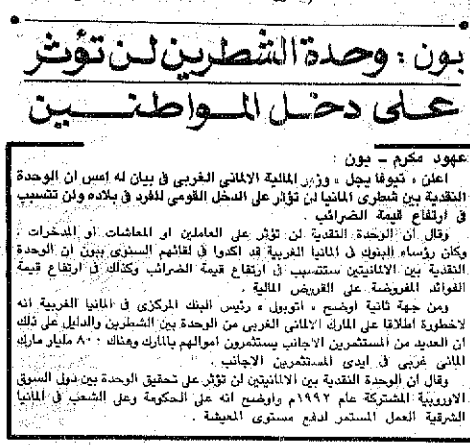 بون : وحدة الشطرين لن تؤثر
على دخل المواطنين
عهود مكرم - بون :
اعلن « تيوفا يجل » وزير المالية الالماني الغربي في بيان له امس ان الوحدة
النقدية بين شطري المانيا لن تؤثر على الدخل القومي للفرد في بلاده ولن تتسبب
في ارتفاع قيمة الضرائب .
وقال ان الوحدة النقدية لن تؤثر على العاملين او المعاشات او المدخرات .
وكان رؤساء البنوك في المانيا الغربية قد اكدوا في لقائهم السنوي ببون ان الوحدة
النقدية بين الالمانيتين ستتسبب في ارتفاع قيمة الضرائب وكذلك في ارتفاع قيمة
الفوائد المفروضة على القروض المالية .
ومن جهة ثانية اوضح « اتوبول » رئيس البنك المركزي في المانيا الغربية انه
لاخطورة اطلاقا على المارك الالماني الغربي من الوحدة بين الشطرين والدليل على ذلك
ان العديد من المستثمرين الاجانب يستثمرون اموالهم بالمارك وهناك ٨٠٠ مليار مارك
الماني غربي في ايدي المستثمرين الاجانب .
وقال ان الوحدة النقدية بين الالمانيتين لن تؤثر على تحقيق الوحدة بين دول السوق
الاوروبية المشتركة عام ١٩٩٢م واوضح انه على الحكومة وعلى الشعب في المانيا
الشرقية العمل المستمر لدفع مستوى المعيشة .